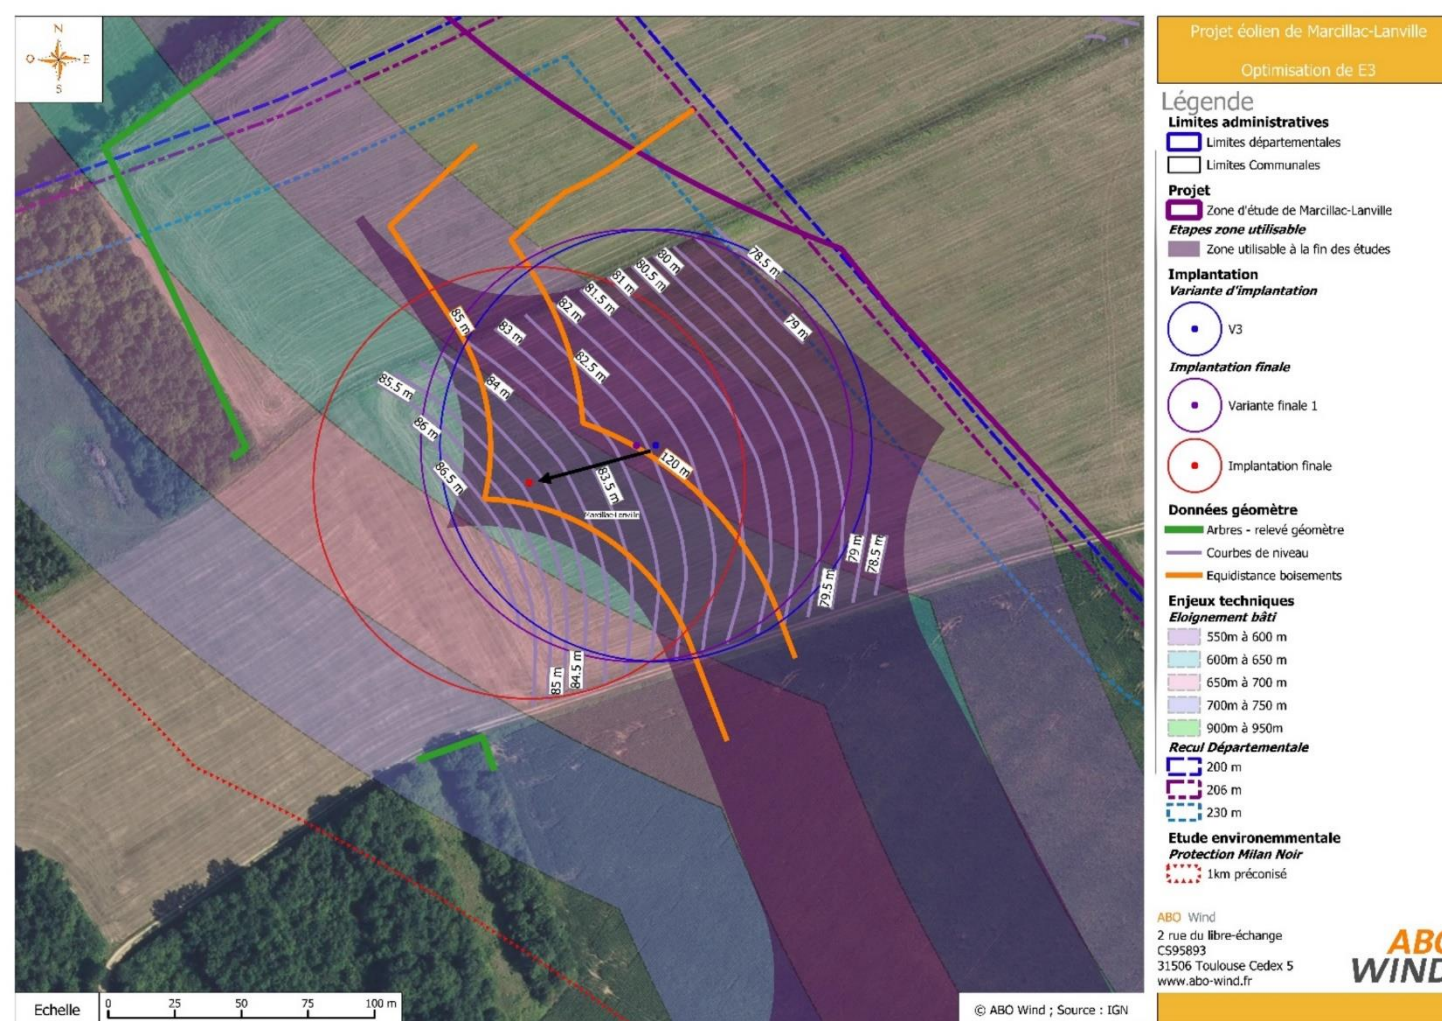 N
O
E
S
Projet éolien de Marcillac-Lanville
Optimisation de E3
Légende
Limites administratives
Limites départementales
Limites Communales
Projet
Zone d'étude de Marcillac-Lanville
Etapes zone utilisable
Zone utilisable à la fin des études
Implantation
Variante d'implantation
V3
Implantation finale
Variante finale 1
Implantation finale
Données géomètre
Arbres - relevé géomètre
Courbes de niveau
Equidistance boisements
Enjeux techniques
Eloignement bâti
550m à 600 m
600m à 650 m
650m à 700 m
700m à 750 m
900m à 950m
Recul Départementale
200 m
206 m
230 m
Etude environemmentale
Protection Milan Noir
1km préconisé
ABO Wind
2 rue du libre-échange
CS95893
31506 Toulouse Cedex 5
www.abo-wind.fr
ABO
WIND
80 m
80.5 m
81 m
81.5 m
82 m
78.5 m
79 m
85 m
83 m
82.5 m
84 m
85.5 m
86 m
86.5 m
83.5 m
120 m
Marcillac-Lanville
79 m
78.5 m
79.5 m
85 m
84.5 m
Echelle
0 25 50 75 100 m
© ABO Wind ; Source : IGN